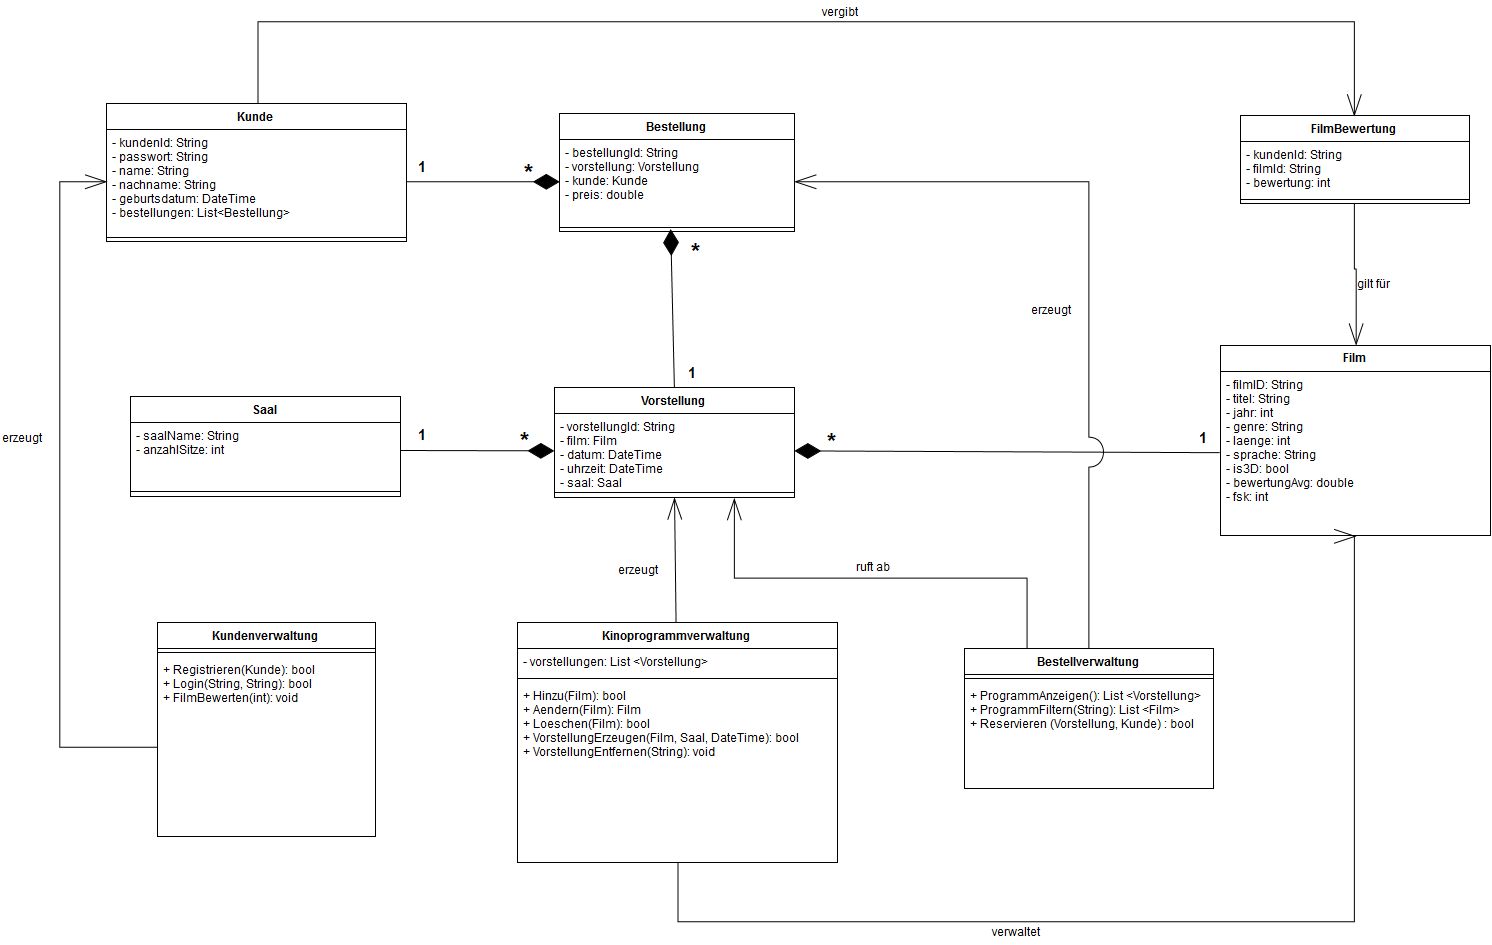 vergibt
Kunde
- kundenId: String
- passwort: String
- name: String
- nachname: String
- geburtsdatum: DateTime
- bestellungen: List<Bestellung>
1
*
Bestellung
- bestellungId: String
- vorstellung: Vorstellung
- kunde: Kunde
- preis: double
*
FilmBewertung
- kundenId: String
- filmId: String
- bewertung: int
gilt für
erzeugt
1
Film
- filmID: String
- titel: String
- jahr: int
- genre: String
- laenge: int
- sprache: String
- is3D: bool
- bewertungAvg: double
- fsk: int
erzeugt
Saal
- saalName: String
- anzahlSitze: int
1
*
Vorstellung
- vorstellungId: String
- film: Film
- datum: DateTime
- uhrzeit: DateTime
- saal: Saal
*
1
erzeugt
ruft ab
Kundenverwaltung
+ Registrieren(Kunde): bool
+ Login(String, String): bool
+ FilmBewerten(int): void
Kinoprogrammverwaltung
- vorstellungen: List <Vorstellung>
+ Hinzu(Film): bool
+ Aendern(Film): Film
+ Loeschen(Film): bool
+ VorstellungErzeugen(Film, Saal, DateTime): bool
+ VorstellungEntfernen(String): void
Bestellverwaltung
+ ProgrammAnzeigen(): List <Vorstellung>
+ ProgrammFiltern(String): List <Film>
+ Reservieren (Vorstellung, Kunde) : bool
verwaltet